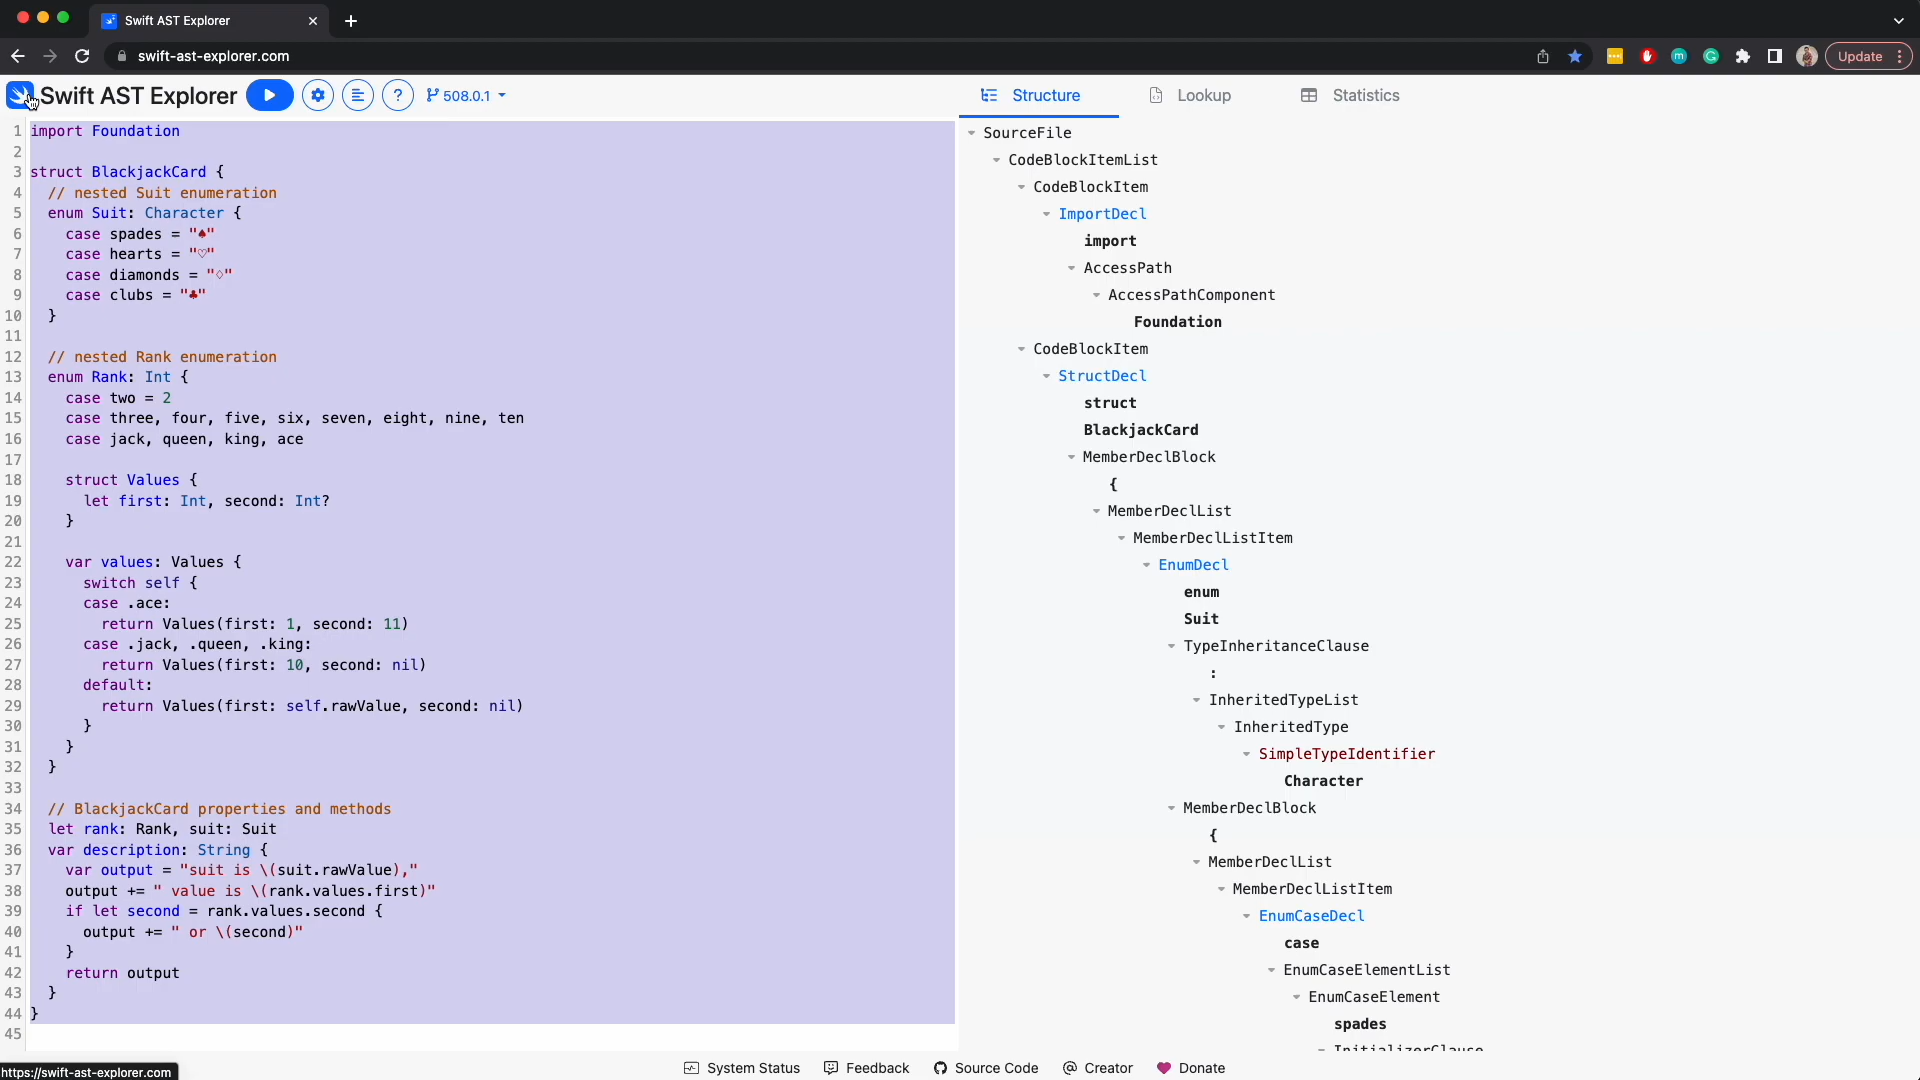 Swift AST Explorer
swift-ast-explorer.com
Update
Swift AST Explorer
508.0.1
Structure
Lookup
Statistics
1 import Foundation
2
3 struct BlackjackCard {
4 // nested Suit enumeration
5 enum Suit: Character {
6 case spades = "♠"
7 case hearts = "♡"
8 case diamonds = "♢"
9 case clubs = "♣"
10 }
11
12 // nested Rank enumeration
13 enum Rank: Int {
14 case two = 2
15 case three, four, five, six, seven, eight, nine, ten
16 case jack, queen, king, ace
17
18 struct Values {
19 let first: Int, second: Int?
20 }
21
22 var values: Values {
23 switch self {
24 case .ace:
25 return Values(first: 1, second: 11)
26 case .jack, .queen, .king:
27 return Values(first: 10, second: nil)
28 default:
29 return Values(first: self.rawValue, second: nil)
30 }
31 }
32 }
33
34 // BlackjackCard properties and methods
35 let rank: Rank, suit: Suit
36 var description: String {
37 var output = "suit is \(suit.rawValue),"
38 output += " value is \(rank.values.first)"
39 if let second = rank.values.second {
40 output += " or \(second)"
41 }
42 return output
43 }
44 }
45
SourceFile
CodeBlockItemList
CodeBlockItem
ImportDecl
import
AccessPath
AccessPathComponent
Foundation
CodeBlockItem
StructDecl
struct
BlackjackCard
MemberDeclBlock
{
MemberDeclList
MemberDeclListItem
EnumDecl
enum
Suit
TypeInheritanceClause
:
InheritedTypeList
InheritedType
SimpleTypeIdentifier
Character
MemberDeclBlock
{
MemberDeclList
MemberDeclListItem
EnumCaseDecl
case
EnumCaseElementList
EnumCaseElement
spades
InitializerClause
https://swift-ast-explorer.com
System Status
Feedback
Source Code
Creator
Donate